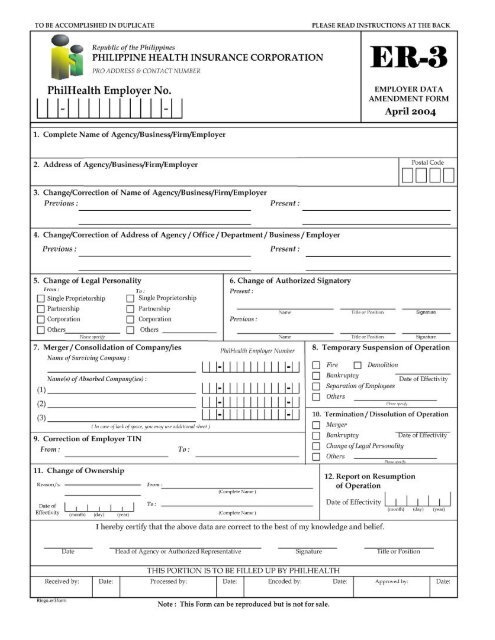 TO BE ACCOMPLISHED IN DUPLICATE PLEASE READ INSTRUCTIONS AT THE BACK
Republic of the Philippines
PHILIPPINE HEALTH INSURANCE CORPORATION
PRO ADDRESS & CONTACT NUMBER
ER-3
PhilHealth Employer No.
EMPLOYER DATA
AMENDMENT FORM
April 2004
1. Complete Name of Agency/Business/Firm/Employer
2. Address of Agency/Business/Firm/Employer
Postal Code
3. Change/Correction of Name of Agency/Business/Firm/Employer
Previous : Present :
4. Change/Correction of Address of Agency / Office / Department / Business / Employer
Previous : Present :
5. Change of Legal Personality
From : To :
Single Proprietorship Single Proprietorship
Partnership Partnership
Corporation Corporation
Others Others
Please specify
6. Change of Authorized Signatory
Present :
Name Title or Position Signature
Previous :
Name Title or Position Signature
7. Merger / Consolidation of Company/ies
PhilHealth Employer Number
Name of Surviving Company :
Name(s) of Absorbed Company(ies) :
(1)
(2)
(3)
( In case of lack of space, you may use additional sheet )
8. Temporary Suspension of Operation
Fire Demolition
Bankruptcy
Date of Effectivity
Separation of Employees
Others
Please specify
9. Correction of Employer TIN
From : To :
10. Termination / Dissolution of Operation
Merger
Bankruptcy Date of Effectivity
Change of Legal Personality
Others
Please specify
11. Change of Ownership
Reason/s From :
(Complete Name )
To :
(Complete Name )
Date of
Effectivity
(month) (day) (year)
12. Report on Resumption
of Operation
Date of Effectivity
(month) (day) (year)
I hereby certify that the above data are correct to the best of my knowledge and belief.
Date Head of Agency or Authorized Representative Signature Title or Position
THIS PORTION IS TO BE FILLED UP BY PHILHEALTH
Received by: Date: Processed by: Date: Encoded by: Date: Approved by: Date:
Note : This Form can be reproduced but is not for sale.